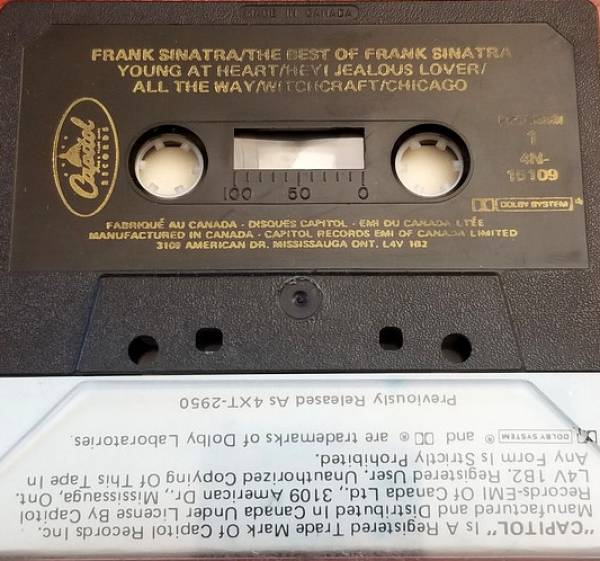 MADE IN CANADA
FRANK SINATRA/THE BEST OF FRANK SINATRA
YOUNG AT HEART/HEY! JEALOUS LOVER/
ALL THE WAY/WITCHCRAFT/CHICAGO
Capitol
RECORDS
1
4N-
15109
100 50 0
DOLBY SYSTEM
FABRIQUÉ AU CANADA · DISQUES CAPITOL - EMI DU CANADA LTÉE
MANUFACTURED IN CANADA · CAPITOL RECORDS EMI OF CANADA LIMITED
3109 AMERICAN DR. MISSISSAUGA ONT. L4V 1B2
"CAPITOL" Is A Registered Trade Mark Of Capitol Records Inc.
Manufactured and Distributed In Canada Under License By Capitol
Records-EMI Of Canada Ltd., 3109 American Dr., Mississauga, Ont.
L4V 1B2. Registered User. Unauthorized Copying Of This Tape In
Any Form Is Strictly Prohibited.
DOLBY SYSTEM ® and ® are trademarks of Dolby Laboratories.
Previously Released As 4XT-2950